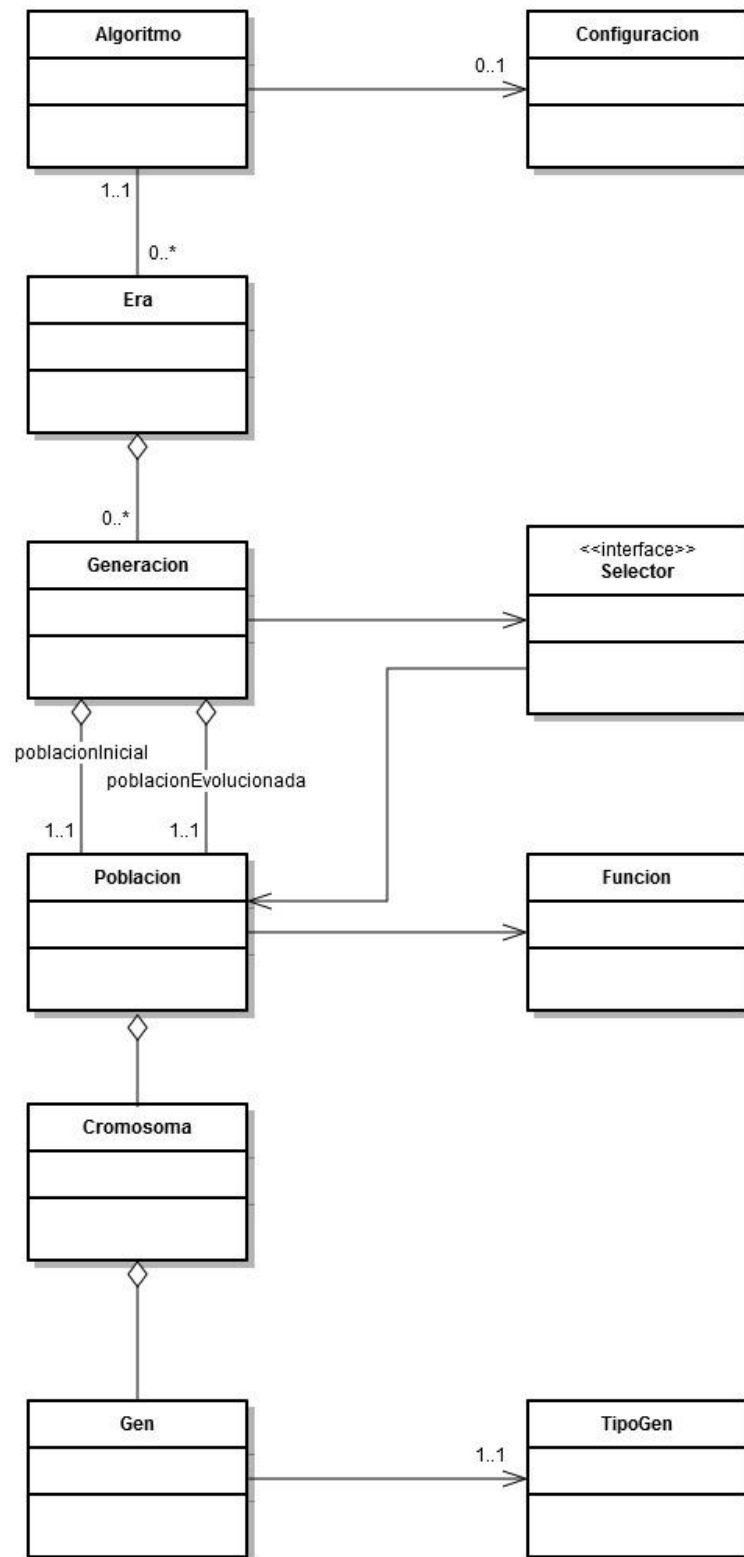 Algoritmo
Configuracion
0..1
1..1
0..*
Era
0..*
Generacion
<<interface>>
Selector
poblacionInicial
poblacionEvolucionada
1..1
1..1
Poblacion
Funcion
Cromosoma
Gen
TipoGen
1..1